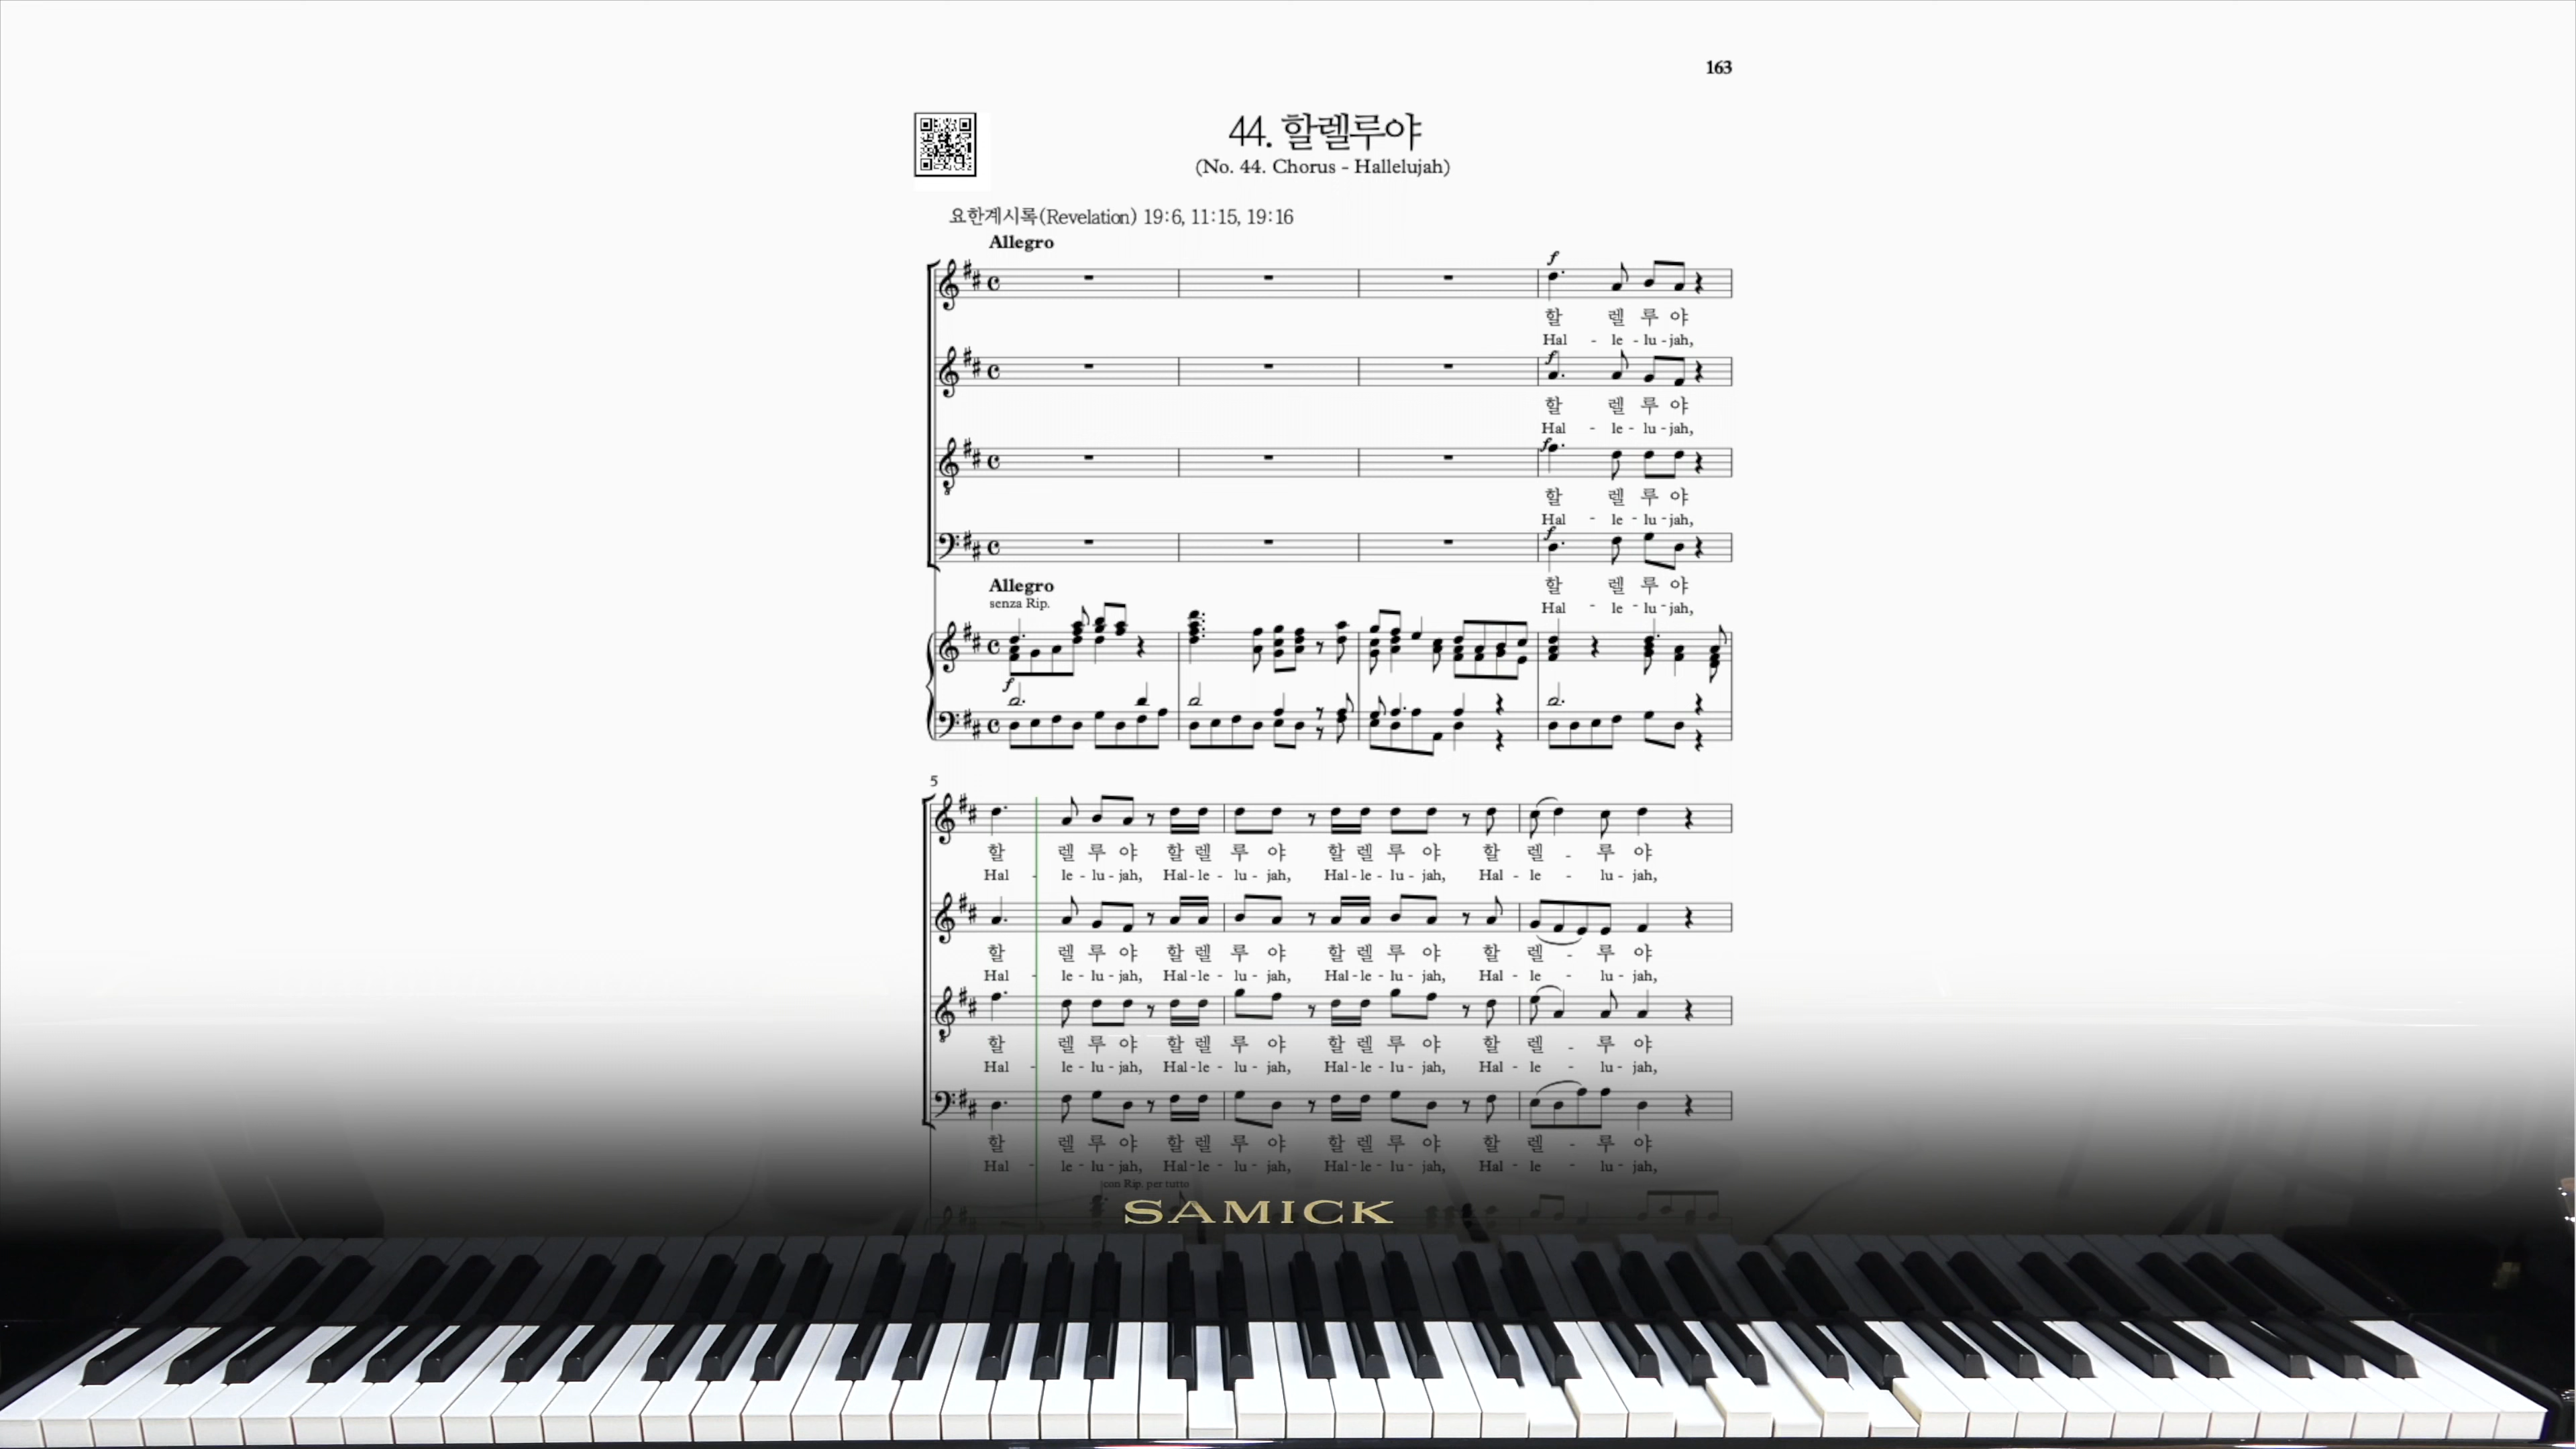 163
44. 할렐루야
(No. 44. Chorus - Hallelujah)
요한계시록(Revelation) 19:6, 11:15, 19:16
Allegro
f
할 렐 루 야
Hal - le - lu - jah,
f
할 렐 루 야
Hal - le - lu - jah,
f
할 렐 루 야
Hal - le - lu - jah,
f
할 렐 루 야
Hal - le - lu - jah,
Allegro
senza Rip.
f
5
할 렐 루 야 할 렐 루 야 할 렐 루 야 할 렐 - 루 야
Hal - le - lu - jah, Hal - le - lu - jah, Hal - le - lu - jah, Hal - le - lu - jah,
할 렐 루 야 할 렐 루 야 할 렐 루 야 할 렐 - 루 야
Hal - le - lu - jah, Hal - le - lu - jah, Hal - le - lu - jah, Hal - le - lu - jah,
할 렐 루 야 할 렐 루 야 할 렐 루 야 할 렐 - 루 야
Hal - le - lu - jah, Hal - le - lu - jah, Hal - le - lu - jah, Hal - le - lu - jah,
할 렐 루 야 할 렐 루 야 할 렐 루 야 할 렐 - 루 야
Hal - le - lu - jah, Hal - le - lu - jah, Hal - le - lu - jah, Hal - le - lu - jah,
con Rip. per tutto
SAMICK